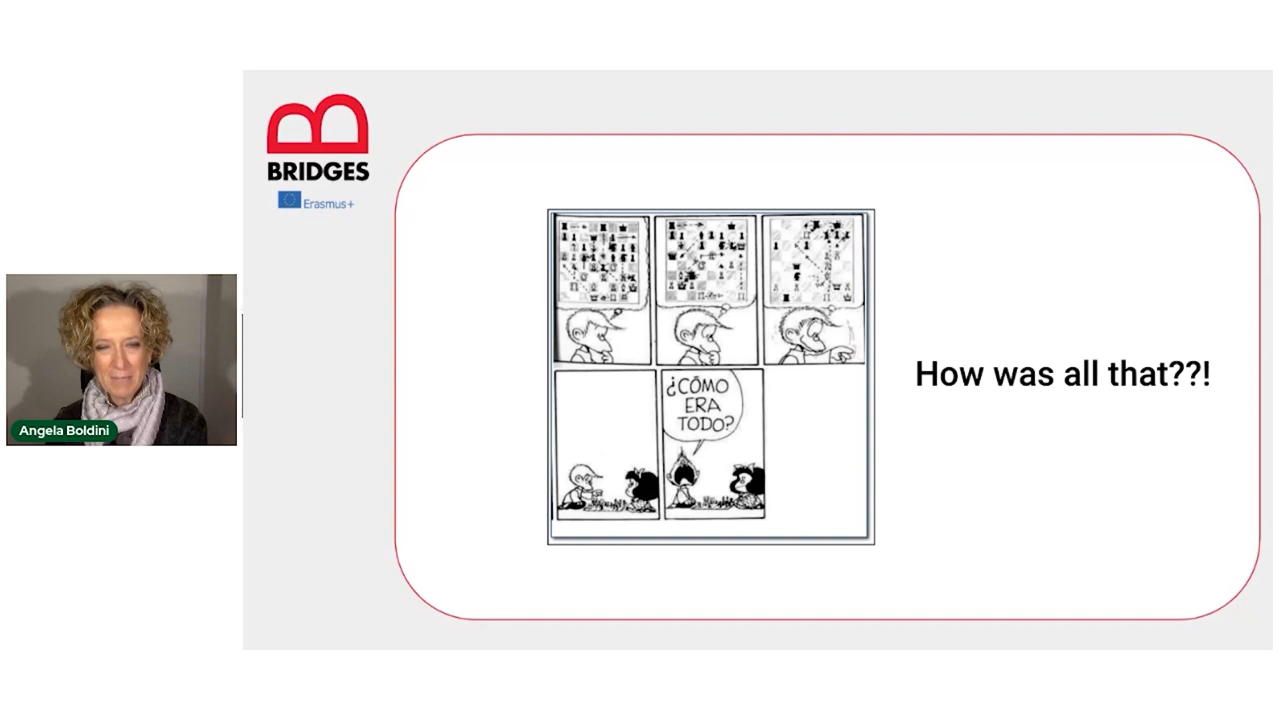 BRIDGES
Erasmus+
¿CÓMO
ERA
TODO?
How was all that??!
Angela Boldini